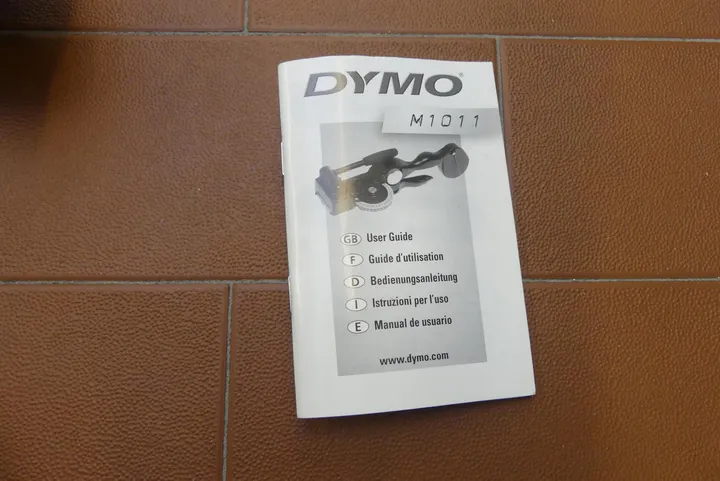 DYMO®
M1011
GB User Guide
F Guide d'utilisation
D Bedienungsanleitung
I Istruzioni per l'uso
E Manual de usuario
www.dymo.com